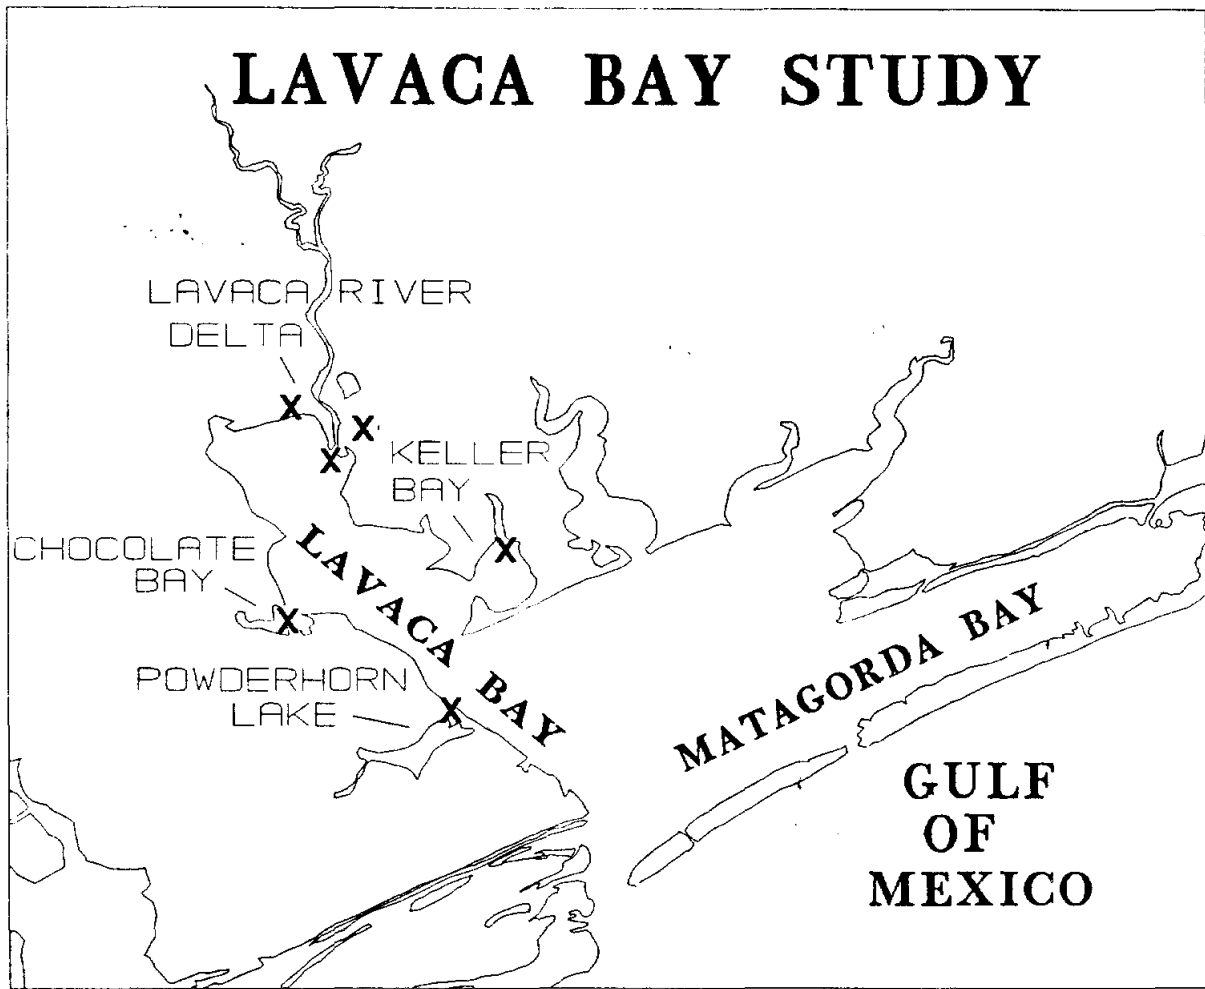 LAVACA BAY STUDY
LAVACA RIVER
DELTA
X
X
X
KELLER
BAY
X
CHOCOLATE
BAY
X
LAVACA BAY
POWDERHORN
LAKE
X
MATAGORDA BAY
GULF
OF
MEXICO